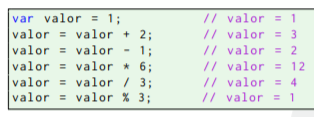 var valor = 1; // valor = 1
valor = valor + 2; // valor = 3
valor = valor - 1; // valor = 2
valor = valor * 6; // valor = 12
valor = valor / 3; // valor = 4
valor = valor % 3; // valor = 1